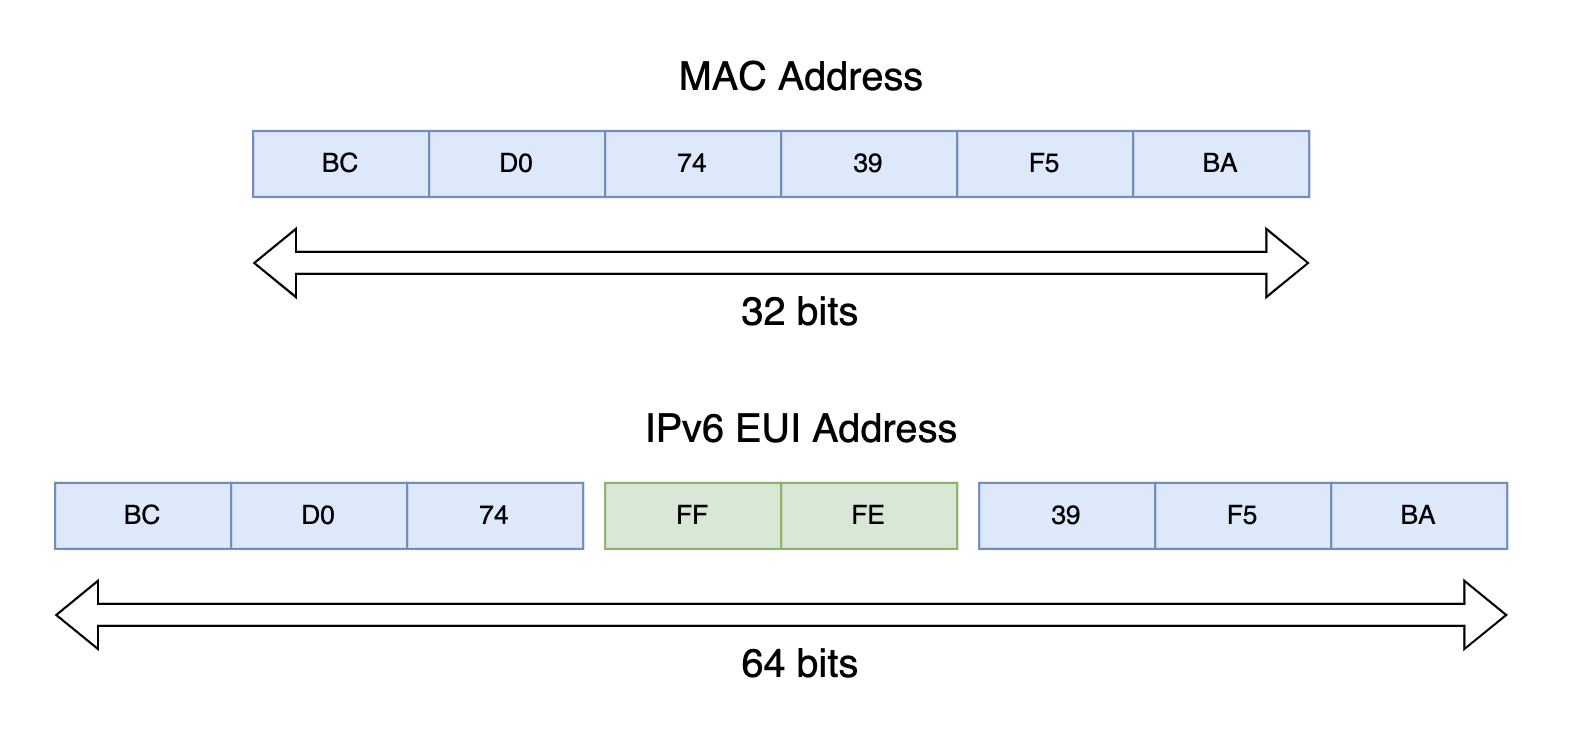 MAC Address
BC D0 74 39 F5 BA
32 bits
IPv6 EUI Address
BC D0 74 FF FE 39 F5 BA
64 bits